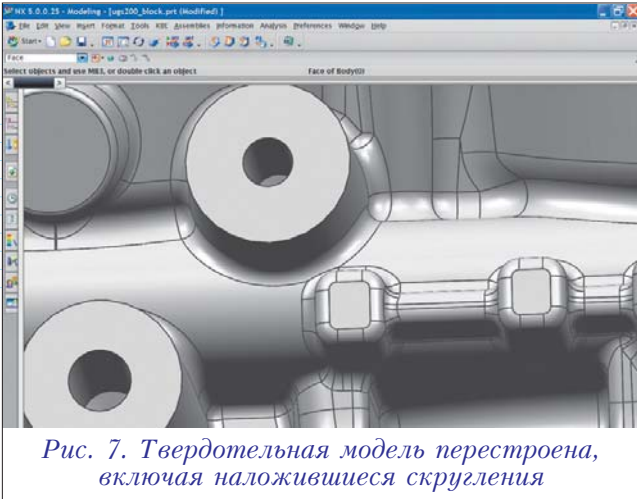 NX 5.0.0.25 - Modeling - [ugs200_block.prt (Modified) ]
File Edit View Insert Format Tools KBE Assemblies Information Analysis Preferences Window Help
Start
Face
Select objects and use MB3, or double-click an object Face of Body(0)
Рис. 7. Твердотельная модель перестроена,
включая наложившиеся скругления